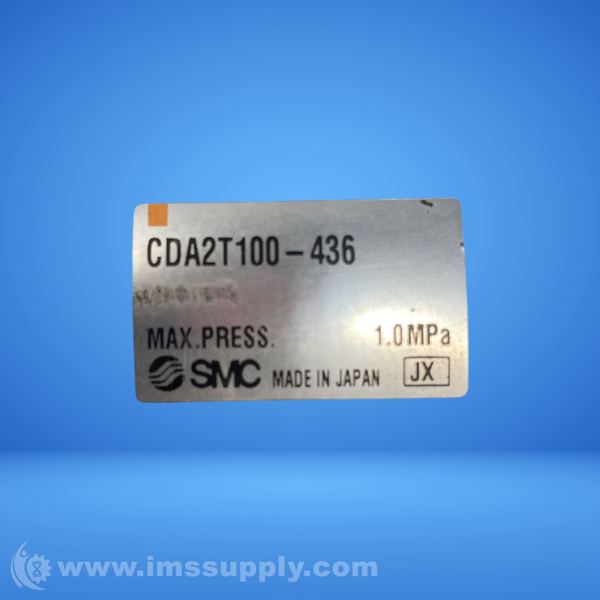 CDA2T100-436
MAX.PRESS. 1.0MPa
SMC MADE IN JAPAN JX
www.imssupply.com